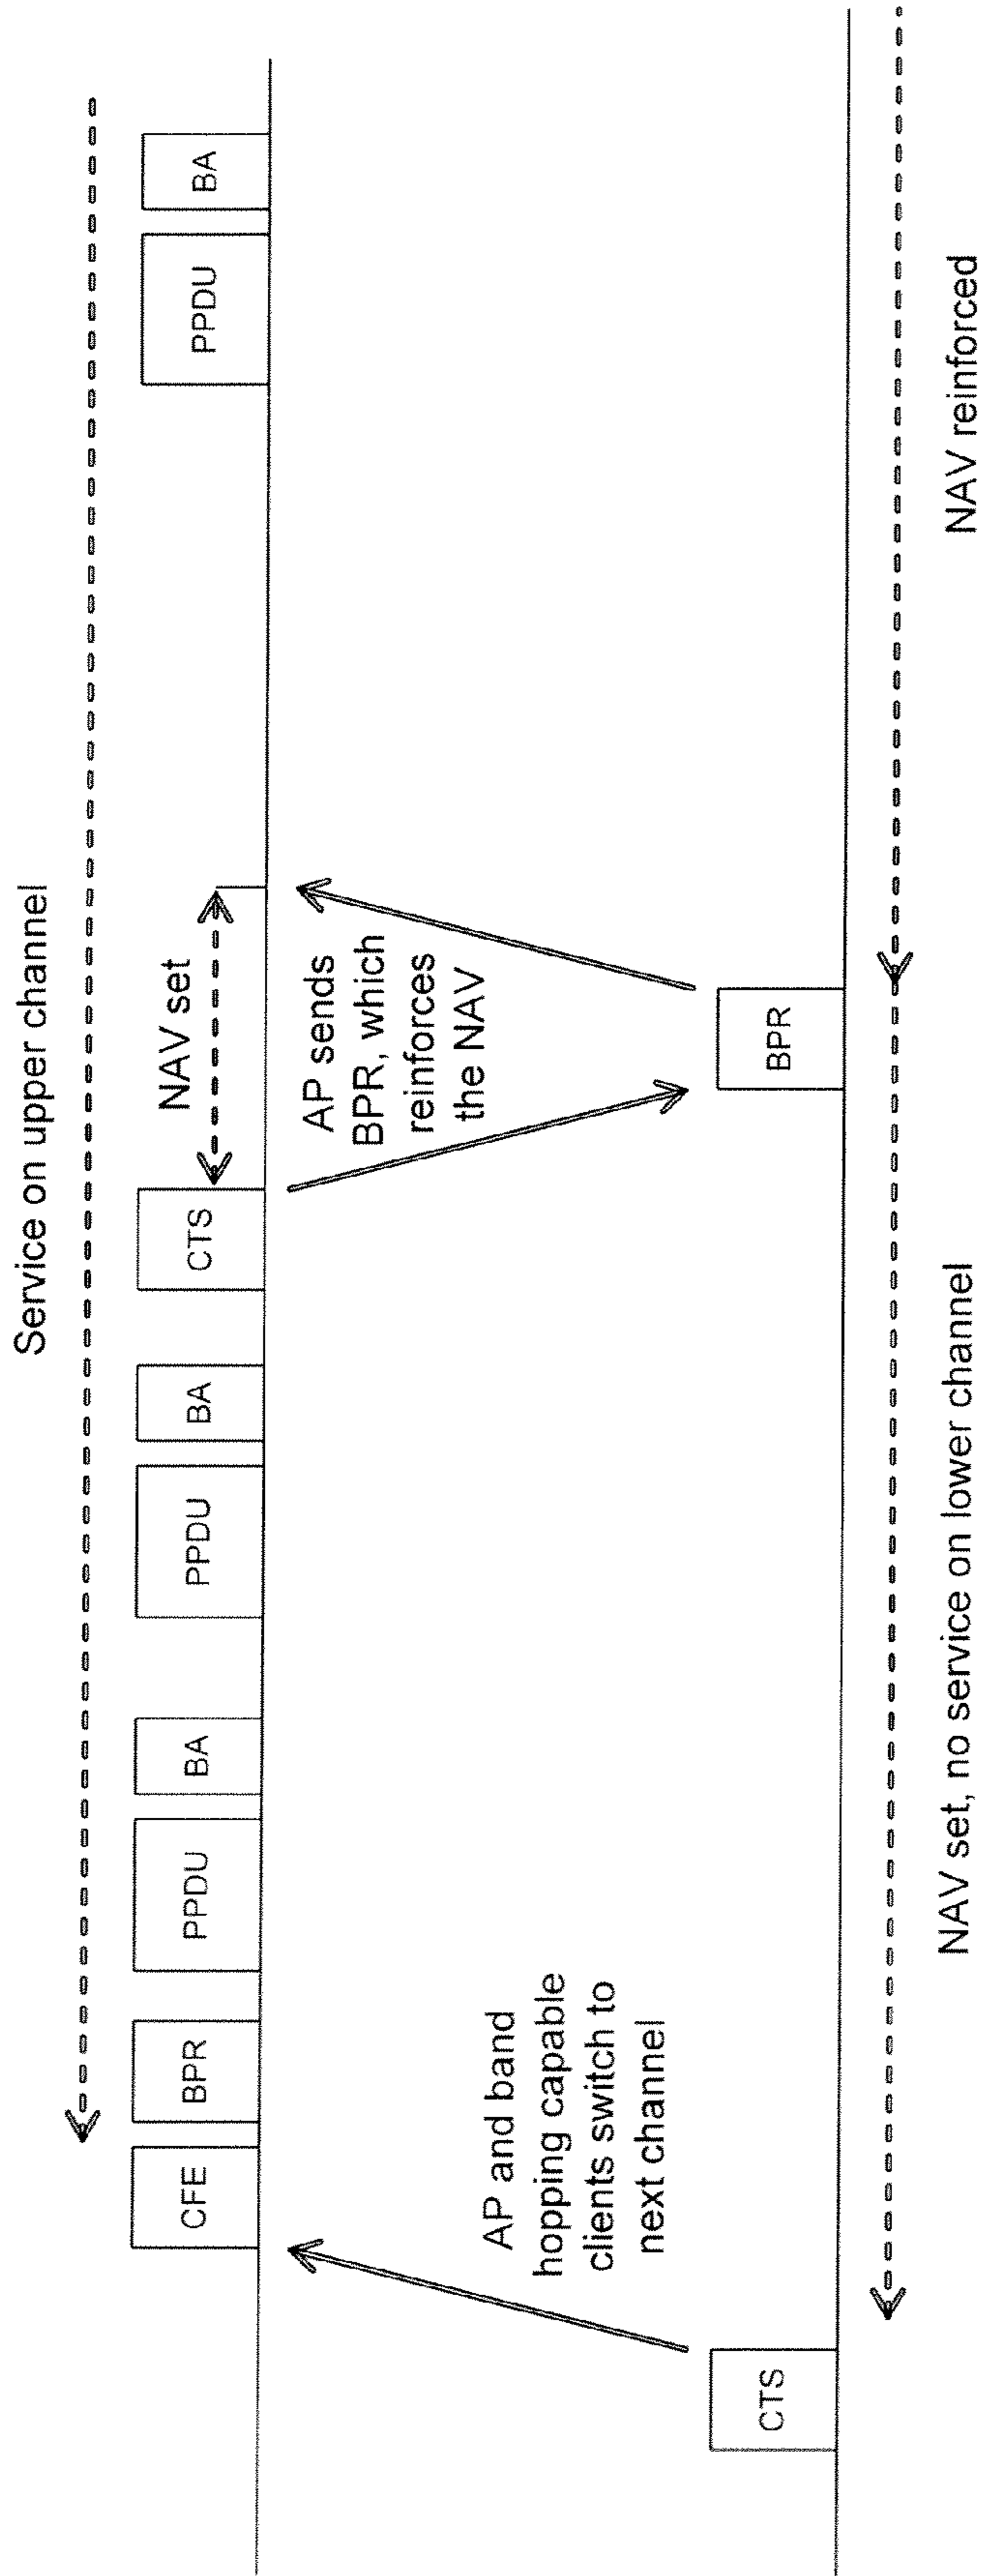 Service on upper channel
CFE
BPR
PPDU
BA
PPDU
BA
CTS
NAV set
PPDU
BA
AP and band
hopping capable
clients switch to
next channel
AP sends
BPR, which
reinforces
the NAV
CTS
BPR
NAV set, no service on lower channel
NAV reinforced